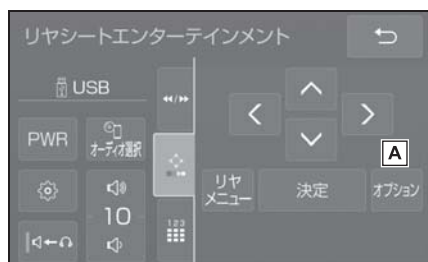 リヤシートエンターテインメント
USB
PWR
オーディオ選択
10
◀◀/▶▶
123
A
リヤ
メニュー
決定
オプション